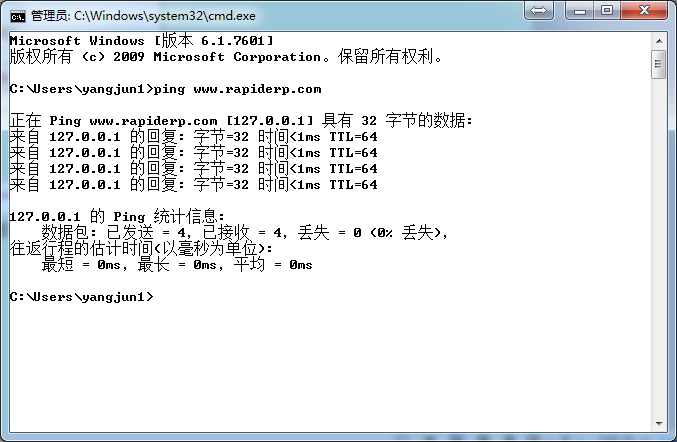 管理员: C:\Windows\system32\cmd.exe
Microsoft Windows [版本 6.1.7601]
版权所有 (c) 2009 Microsoft Corporation。保留所有权利。
C:\Users\yangjun1>ping www.rapiderp.com
正在 Ping www.rapiderp.com [127.0.0.1] 具有 32 字节的数据:
来自 127.0.0.1 的回复: 字节=32 时间<1ms TTL=64
来自 127.0.0.1 的回复: 字节=32 时间<1ms TTL=64
来自 127.0.0.1 的回复: 字节=32 时间<1ms TTL=64
来自 127.0.0.1 的回复: 字节=32 时间<1ms TTL=64
127.0.0.1 的 Ping 统计信息:
数据包: 已发送 = 4, 已接收 = 4, 丢失 = 0 (0% 丢失),
往返行程的估计时间(以毫秒为单位):
最短 = 0ms, 最长 = 0ms, 平均 = 0ms
C:\Users\yangjun1>